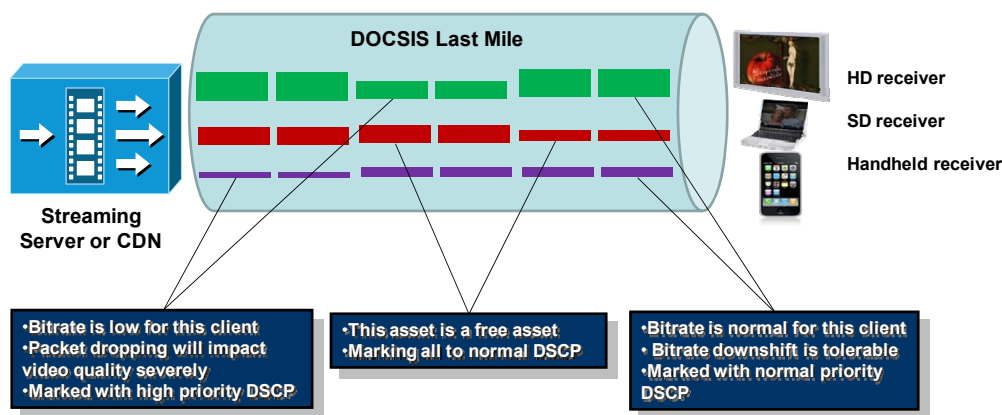 DOCSIS Last Mile
HD receiver
SD receiver
Handheld receiver
Streaming
Server or CDN
•Bitrate is low for this client
•Packet dropping will impact
video quality severely
•Marked with high priority DSCP
•This asset is a free asset
•Marking all to normal DSCP
•Bitrate is normal for this client
• Bitrate downshift is tolerable
•Marked with normal priority
DSCP